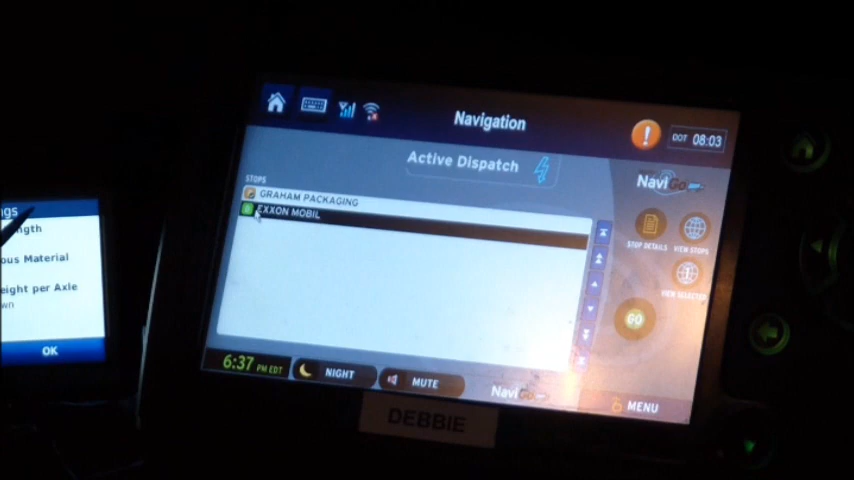 Navigation
!
DOT 08:03
Active Dispatch
NaviGo
STOPS
GRAHAM PACKAGING
EXXON MOBIL
STOP DETAILS
VIEW STOPS
VIEW SELECTED
GO
6:37 PM EDT
NIGHT
MUTE
NaviGo
MENU
DEBBIE
ngs
ngth
ous Material
eight per Axle
wn
OK